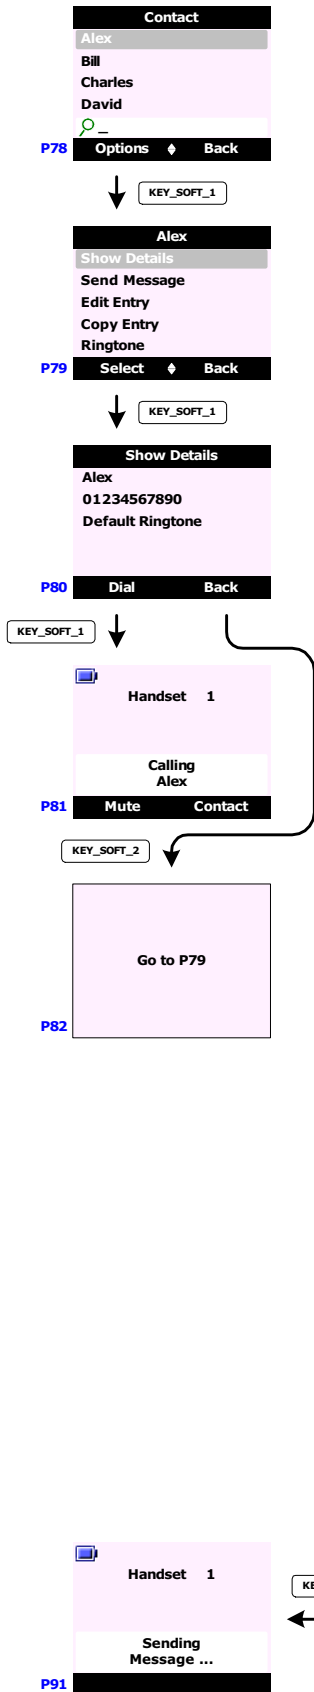 Contact
Alex
Bill
Charles
David
_
P78 Options Back
KEY_SOFT_1
Alex
Show Details
Send Message
Edit Entry
Copy Entry
Ringtone
P79 Select Back
KEY_SOFT_1
Show Details
Alex
01234567890
Default Ringtone
P80 Dial Back
KEY_SOFT_1
Handset 1
Calling
Alex
P81 Mute Contact
KEY_SOFT_2
Go to P79
P82
Handset 1
KE
Sending
Message ...
P91